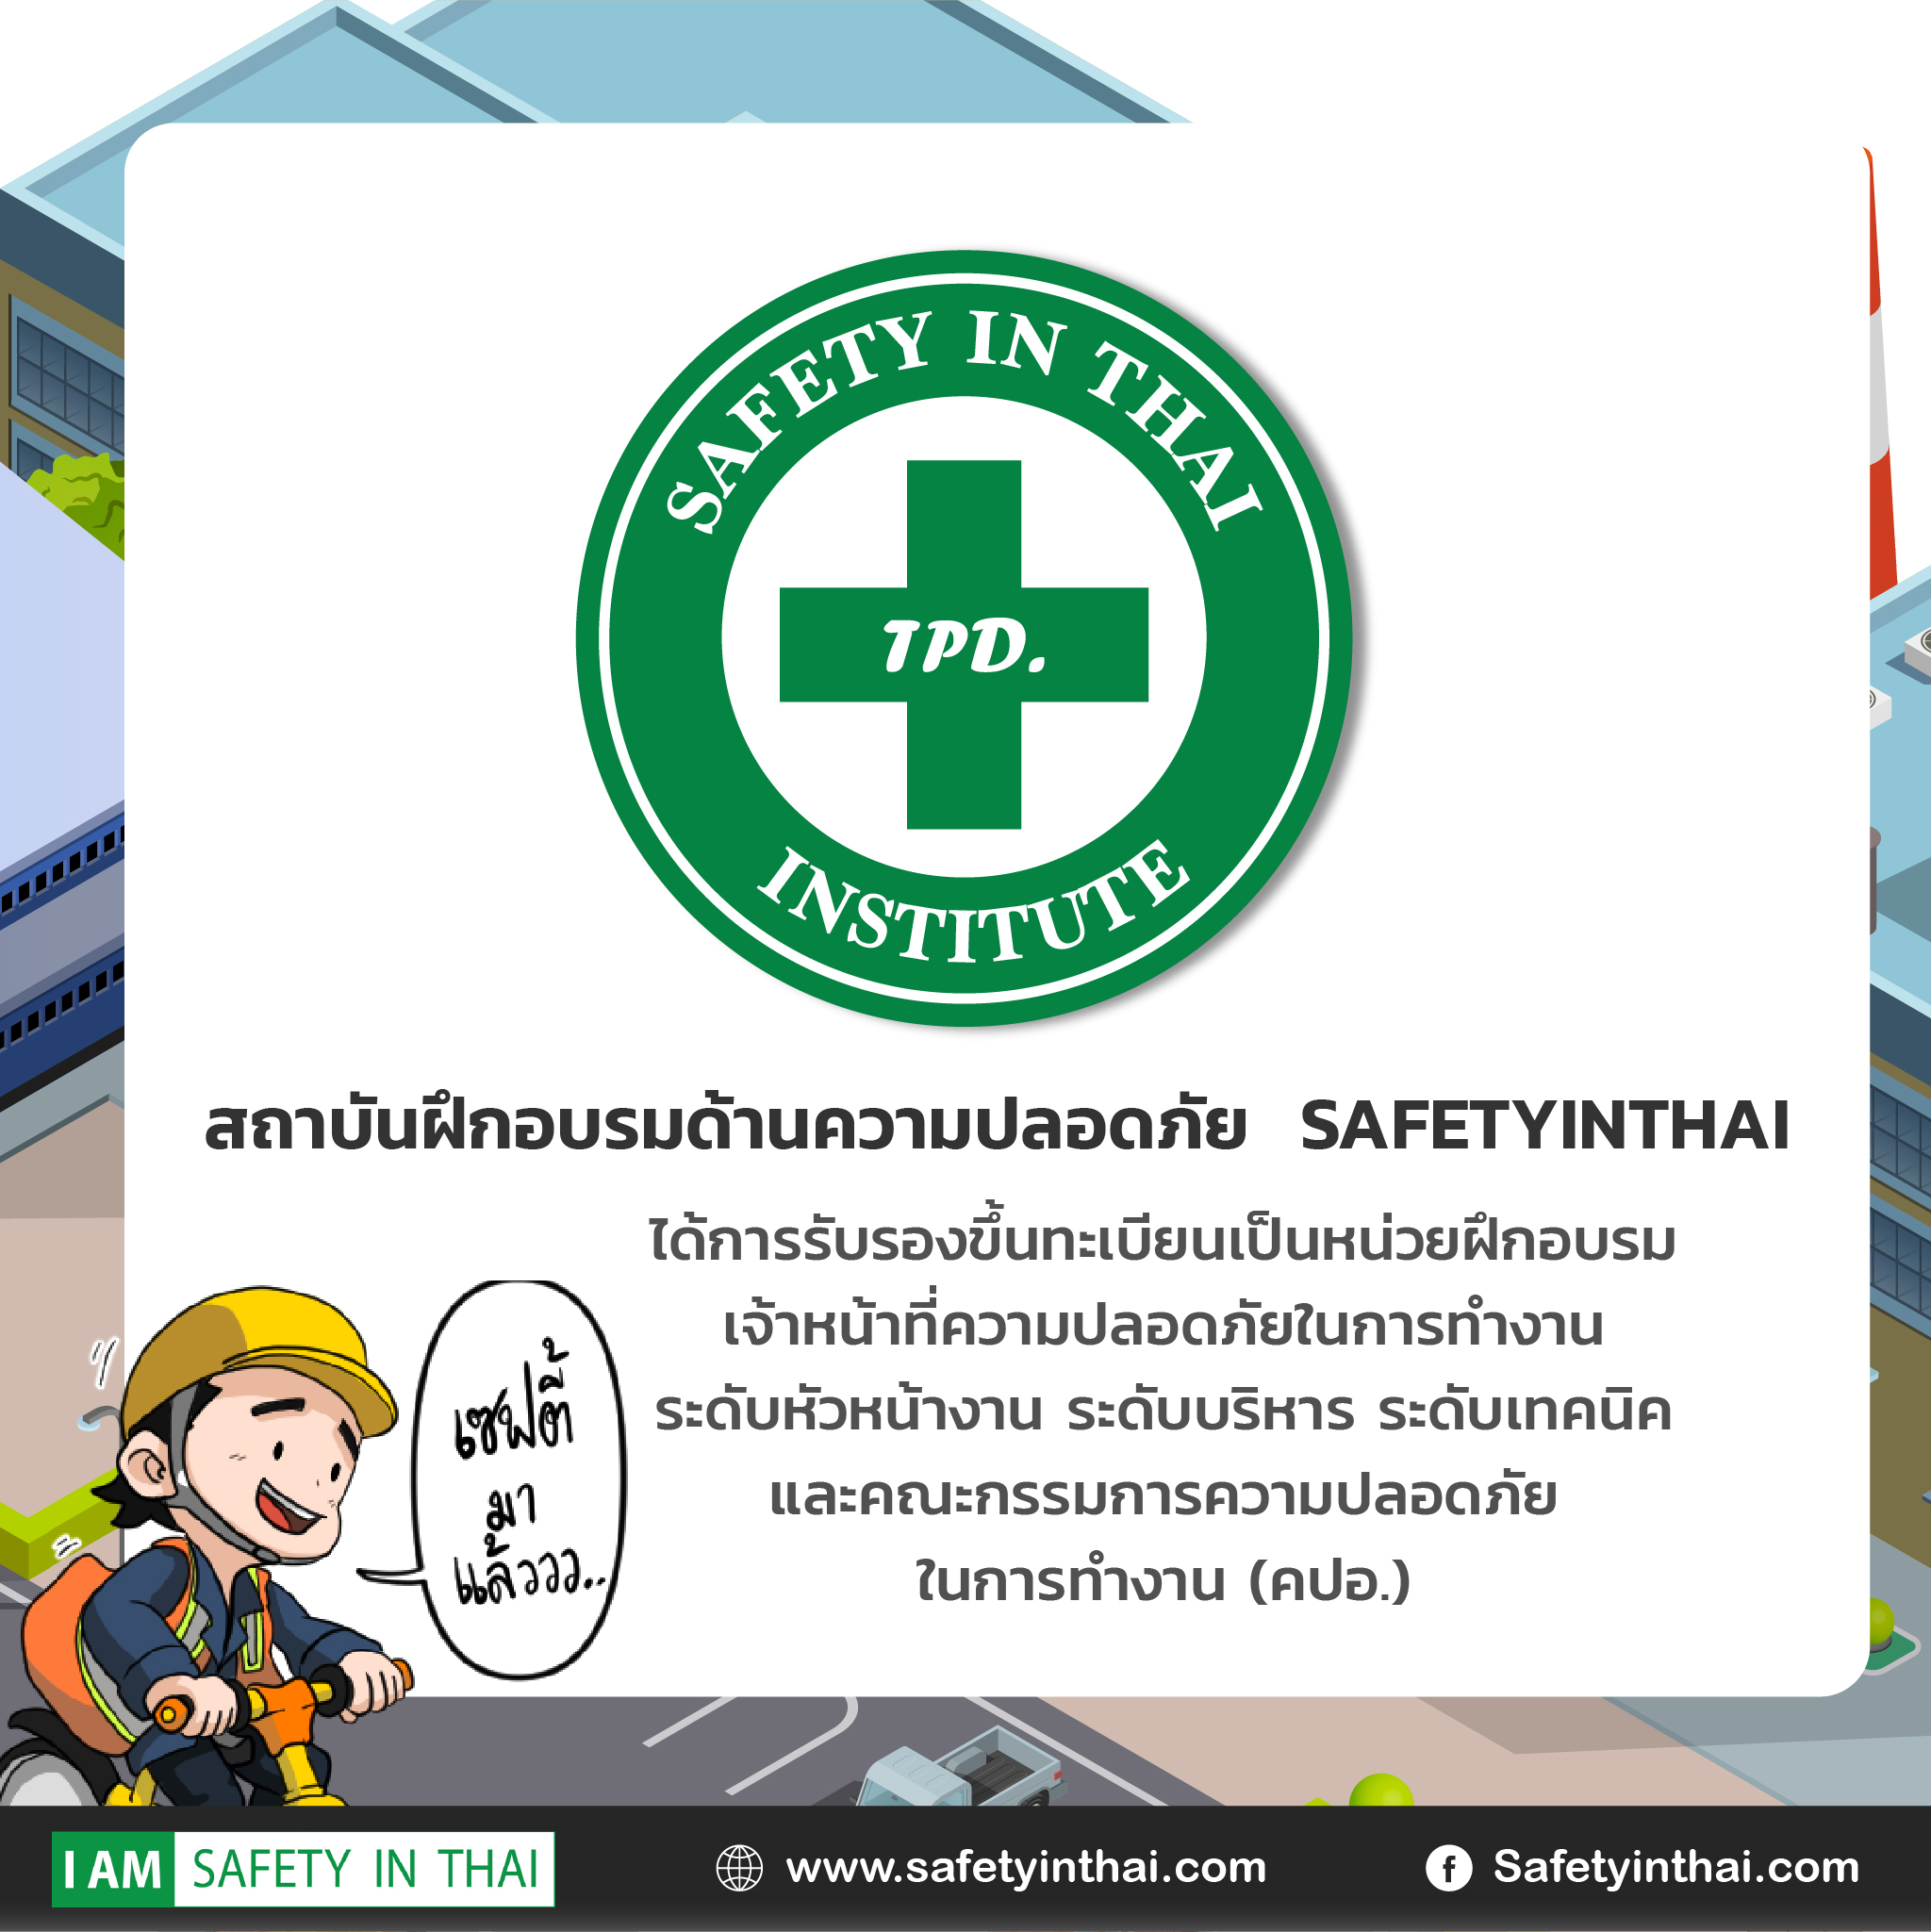 SAFETY IN THAI
TPD.
INSTITUTE
สถาบันฝึกอบรมด้านความปลอดภัย SAFETYINTHAI
ได้การรับรองขึ้นทะเบียนเป็นหน่วยฝึกอบรม
เจ้าหน้าที่ความปลอดภัยในการทำงาน
ระดับหัวหน้างาน ระดับบริหาร ระดับเทคนิค
และคณะกรรมการความปลอดภัย
ในการทำงาน (คปอ.)
เซฟตี้
มา
แล้ววว..
I AM SAFETY IN THAI
www.safetyinthai.com
Safetyinthai.com